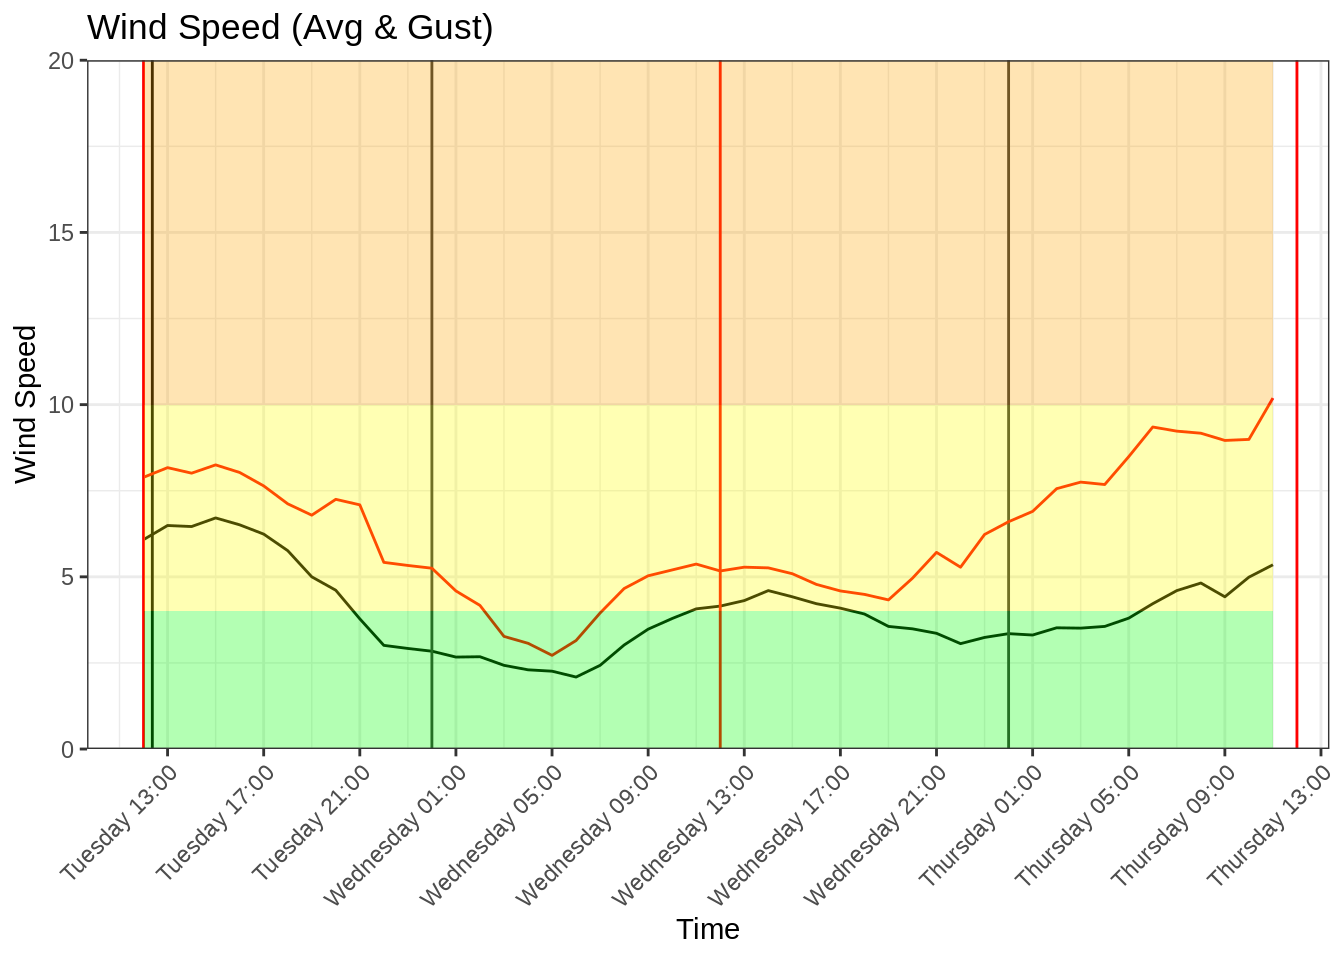 Wind Speed (Avg & Gust)
20
15
10
5
0
Wind Speed
Tuesday 13:00
Tuesday 17:00
Tuesday 21:00
Wednesday 01:00
Wednesday 05:00
Wednesday 09:00
Wednesday 13:00
Wednesday 17:00
Wednesday 21:00
Thursday 01:00
Thursday 05:00
Thursday 09:00
Thursday 13:00
Time